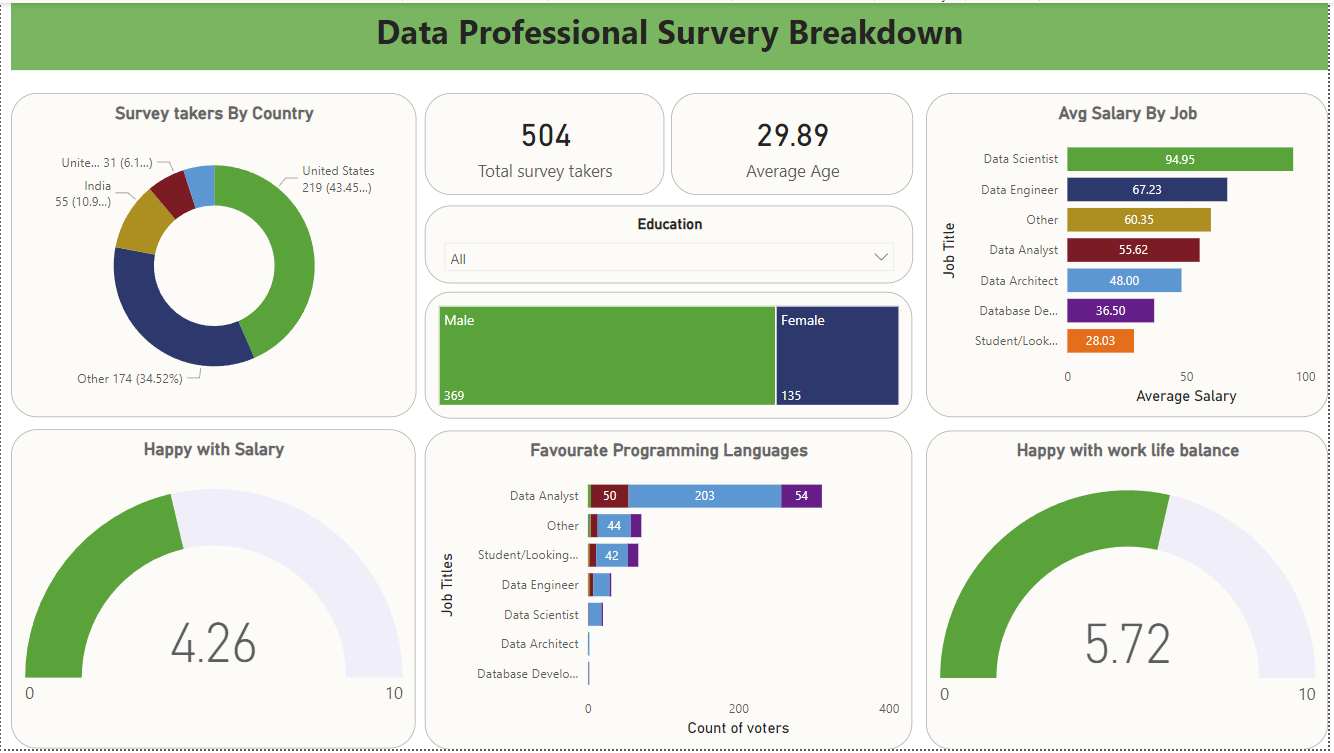 Data Professional Survery Breakdown
Survey takers By Country
Unite... 31 (6.1...)
India
55 (10.9...)
United States
219 (43.45...)
Other 174 (34.52%)
504
Total survey takers
29.89
Average Age
Education
All
Male
369
Female
135
Avg Salary By Job
Job Title
Data Scientist 94.95
Data Engineer 67.23
Other 60.35
Data Analyst 55.62
Data Architect 48.00
Database De... 36.50
Student/Look... 28.03
0 50 100
Average Salary
Happy with Salary
4.26
0 10
Favourate Programming Languages
Job Titles
Data Analyst 50 203 54
Other 44
Student/Looking... 42
Data Engineer
Data Scientist
Data Architect
Database Develo...
0 200 400
Count of voters
Happy with work life balance
5.72
0 10